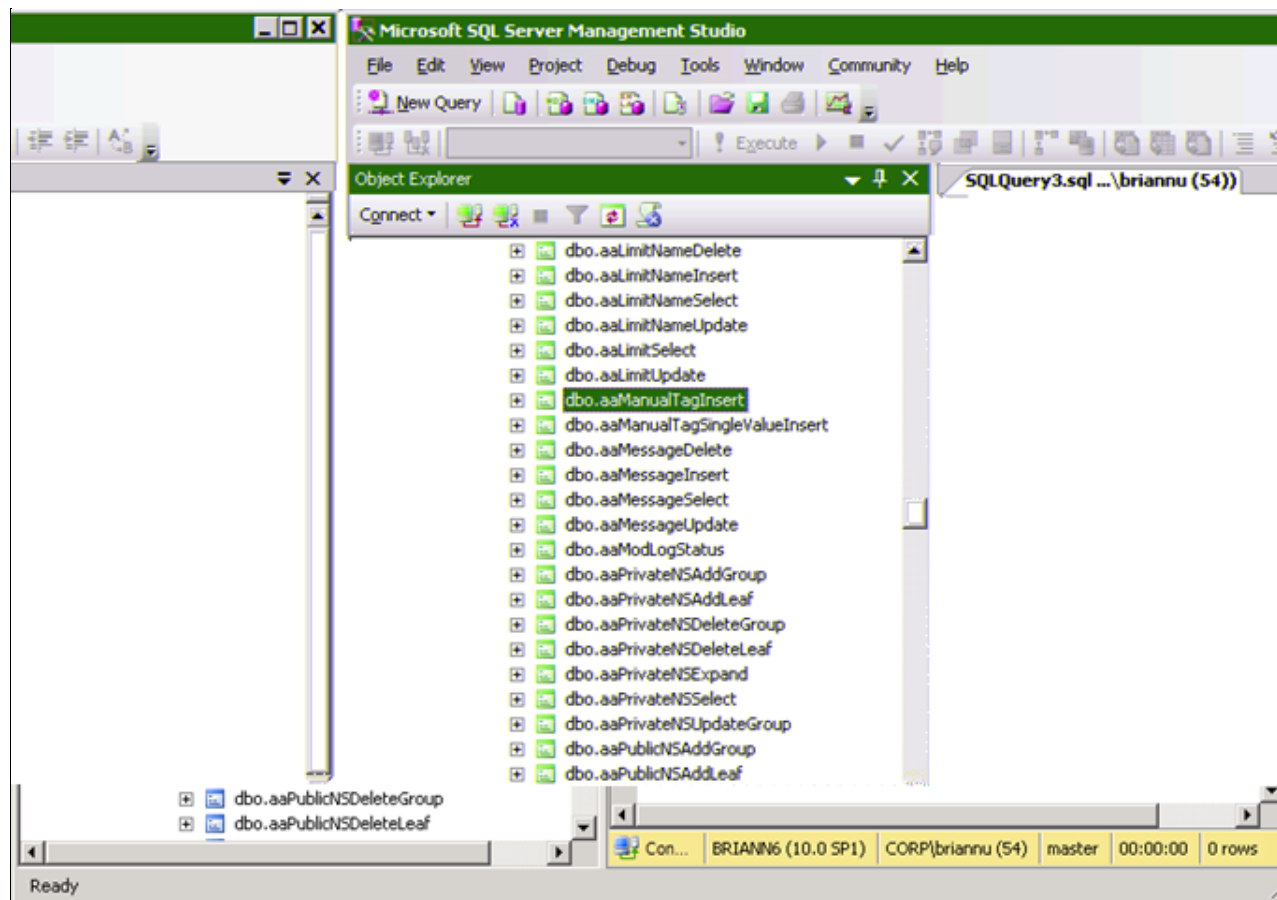 Microsoft SQL Server Management Studio
File Edit View Project Debug Tools Window Community Help
New Query
Execute
Object Explorer
SQLQuery3.sql ...\briannu (54))
Connect
dbo.aaLimitNameDelete
dbo.aaLimitNameInsert
dbo.aaLimitNameSelect
dbo.aaLimitNameUpdate
dbo.aaLimitSelect
dbo.aaLimitUpdate
dbo.aaManualTagInsert
dbo.aaManualTagSingleValueInsert
dbo.aaMessageDelete
dbo.aaMessageInsert
dbo.aaMessageSelect
dbo.aaMessageUpdate
dbo.aaModLogStatus
dbo.aaPrivateNSAddGroup
dbo.aaPrivateNSAddLeaf
dbo.aaPrivateNSDeleteGroup
dbo.aaPrivateNSDeleteLeaf
dbo.aaPrivateNSExpand
dbo.aaPrivateNSSelect
dbo.aaPrivateNSUpdateGroup
dbo.aaPublicNSAddGroup
dbo.aaPublicNSAddLeaf
dbo.aaPublicNSDeleteGroup
dbo.aaPublicNSDeleteLeaf
Con... BRIANN6 (10.0 SP1) CORP\briannu (54) master 00:00:00 0 rows
Ready